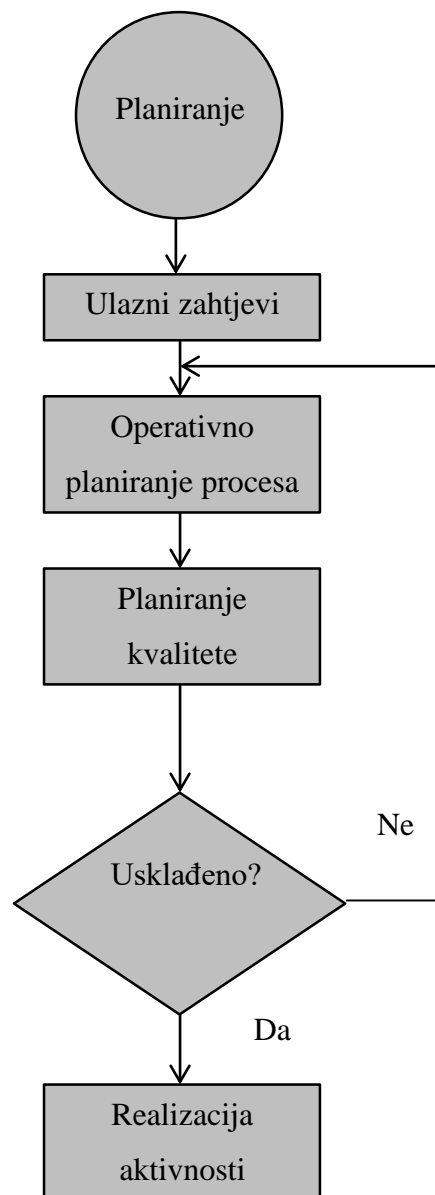 Planiranje
Ulazni zahtjevi
Operativno
planiranje procesa
Planiranje
kvalitete
Ne
Usklađeno?
Da
Realizacija
aktivnosti